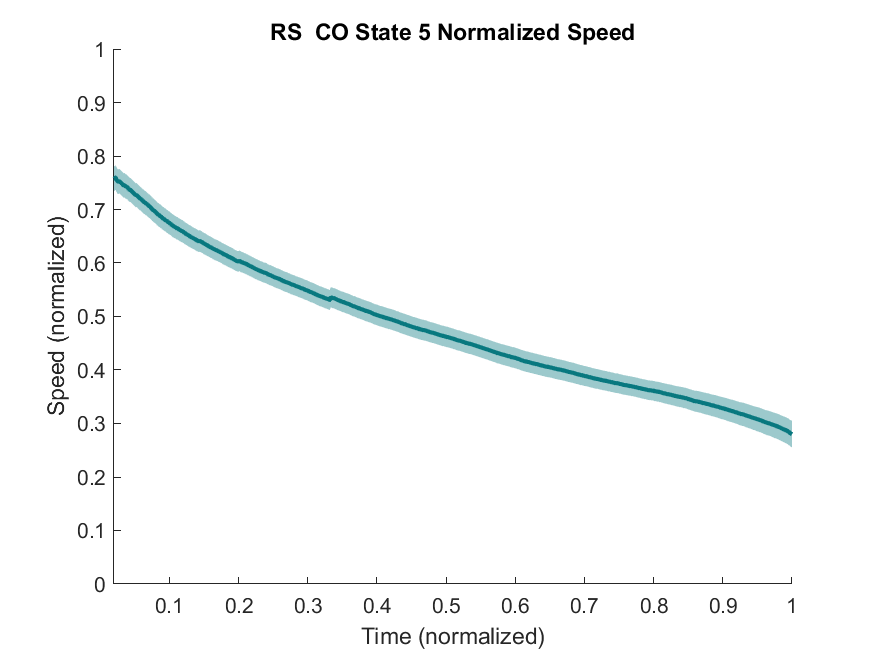 RS  CO State 5 Normalized Speed
1
0.9
0.8
0.7
0.6
0.5
0.4
0.3
0.2
0.1
0
Speed (normalized)
0.1 0.2 0.3 0.4 0.5 0.6 0.7 0.8 0.9 1
Time (normalized)